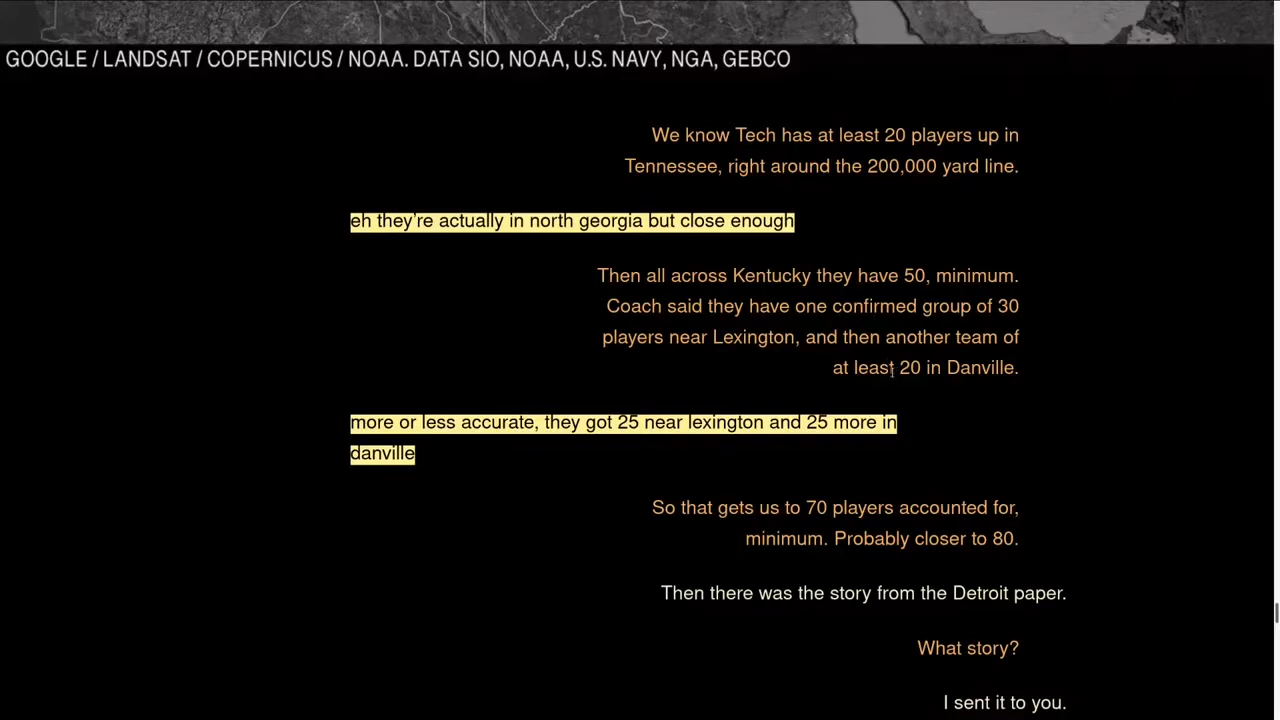 GOOGLE / LANDSAT / COPERNICUS / NOAA. DATA SIO, NOAA, U.S. NAVY, NGA, GEBCO
We know Tech has at least 20 players up in
Tennessee, right around the 200,000 yard line.
eh they're actually in north georgia but close enough
Then all across Kentucky they have 50, minimum.
Coach said they have one confirmed group of 30
players near Lexington, and then another team of
at least 20 in Danville.
more or less accurate, they got 25 near lexington and 25 more in
danville
So that gets us to 70 players accounted for,
minimum. Probably closer to 80.
Then there was the story from the Detroit paper.
What story?
I sent it to you.